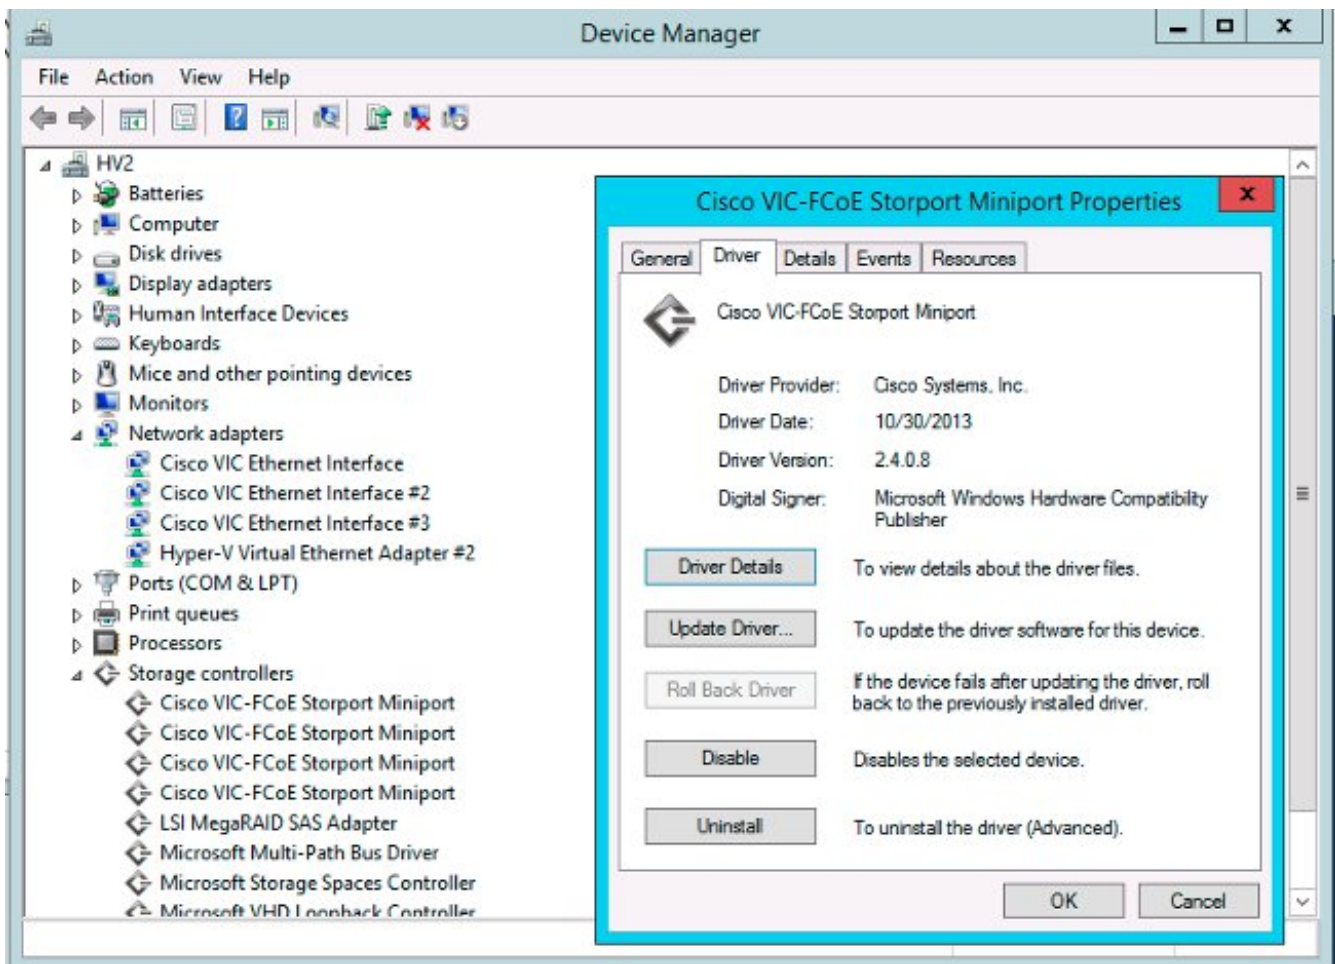 Device Manager
File Action View Help
HV2
Batteries
Computer
Disk drives
Display adapters
Human Interface Devices
Keyboards
Mice and other pointing devices
Monitors
Network adapters
Cisco VIC Ethernet Interface
Cisco VIC Ethernet Interface #2
Cisco VIC Ethernet Interface #3
Hyper-V Virtual Ethernet Adapter #2
Ports (COM & LPT)
Print queues
Processors
Storage controllers
Cisco VIC-FCoE Storport Miniport
Cisco VIC-FCoE Storport Miniport
Cisco VIC-FCoE Storport Miniport
Cisco VIC-FCoE Storport Miniport
LSI MegaRAID SAS Adapter
Microsoft Multi-Path Bus Driver
Microsoft Storage Spaces Controller
Microsoft VHD Loopback Controller
Cisco VIC-FCoE Storport Miniport Properties
General Driver Details Events Resources
Cisco VIC-FCoE Storport Miniport
Driver Provider: Cisco Systems, Inc.
Driver Date: 10/30/2013
Driver Version: 2.4.0.8
Digital Signer: Microsoft Windows Hardware Compatibility
Publisher
Driver Details To view details about the driver files.
Update Driver... To update the driver software for this device.
Roll Back Driver If the device fails after updating the driver, roll
back to the previously installed driver.
Disable Disables the selected device.
Uninstall To uninstall the driver (Advanced).
OK Cancel